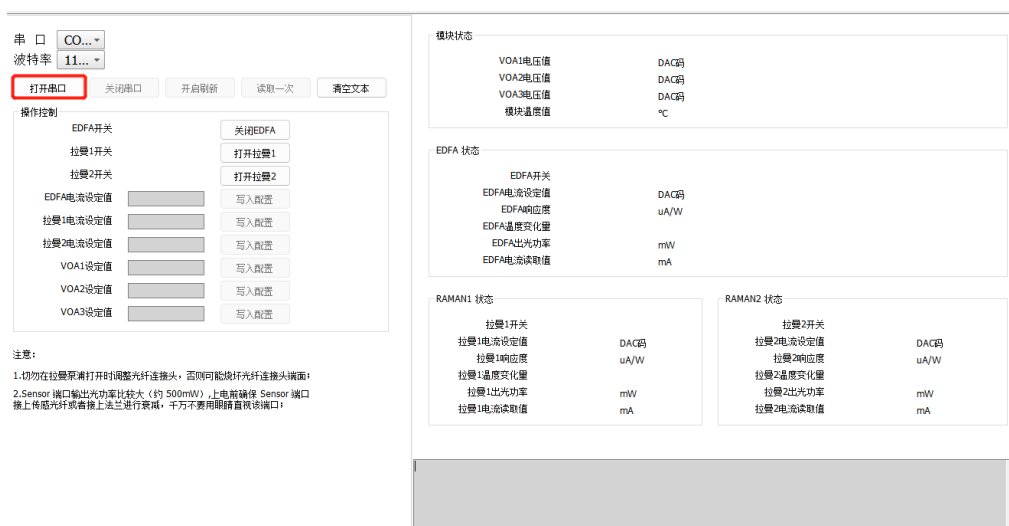 串 口 CO...
波特率 11...
打开串口 关闭串口 开启刷新 读取一次 清空文本
操作控制
EDFA开关 关闭EDFA
拉曼1开关 打开拉曼1
拉曼2开关 打开拉曼2
EDFA电流设定值 写入配置
拉曼1电流设定值 写入配置
拉曼2电流设定值 写入配置
VOA1设定值 写入配置
VOA2设定值 写入配置
VOA3设定值 写入配置
注意：
1.切勿在拉曼泵浦打开时调整光纤连接头，否则可能烧坏光纤连接头端面；
2.Sensor 端口输出光功率比较大（约 500mW）,上电前确保 Sensor 端口
接上传感光纤或者接上法兰进行衰减，千万不要用眼睛直视该端口；
模块状态
VOA1电压值 DAC码
VOA2电压值 DAC码
VOA3电压值 DAC码
模块温度值 ℃
EDFA 状态
EDFA开关
EDFA电流设定值 DAC码
EDFA响应度 uA/W
EDFA温度变化量
EDFA出光功率 mW
EDFA电流读取值 mA
RAMAN1 状态
拉曼1开关
拉曼1电流设定值 DAC码
拉曼1响应度 uA/W
拉曼1温度变化量
拉曼1出光功率 mW
拉曼1电流读取值 mA
RAMAN2 状态
拉曼2开关
拉曼2电流设定值 DAC码
拉曼2响应度 uA/W
拉曼2温度变化量
拉曼2出光功率 mW
拉曼2电流读取值 mA